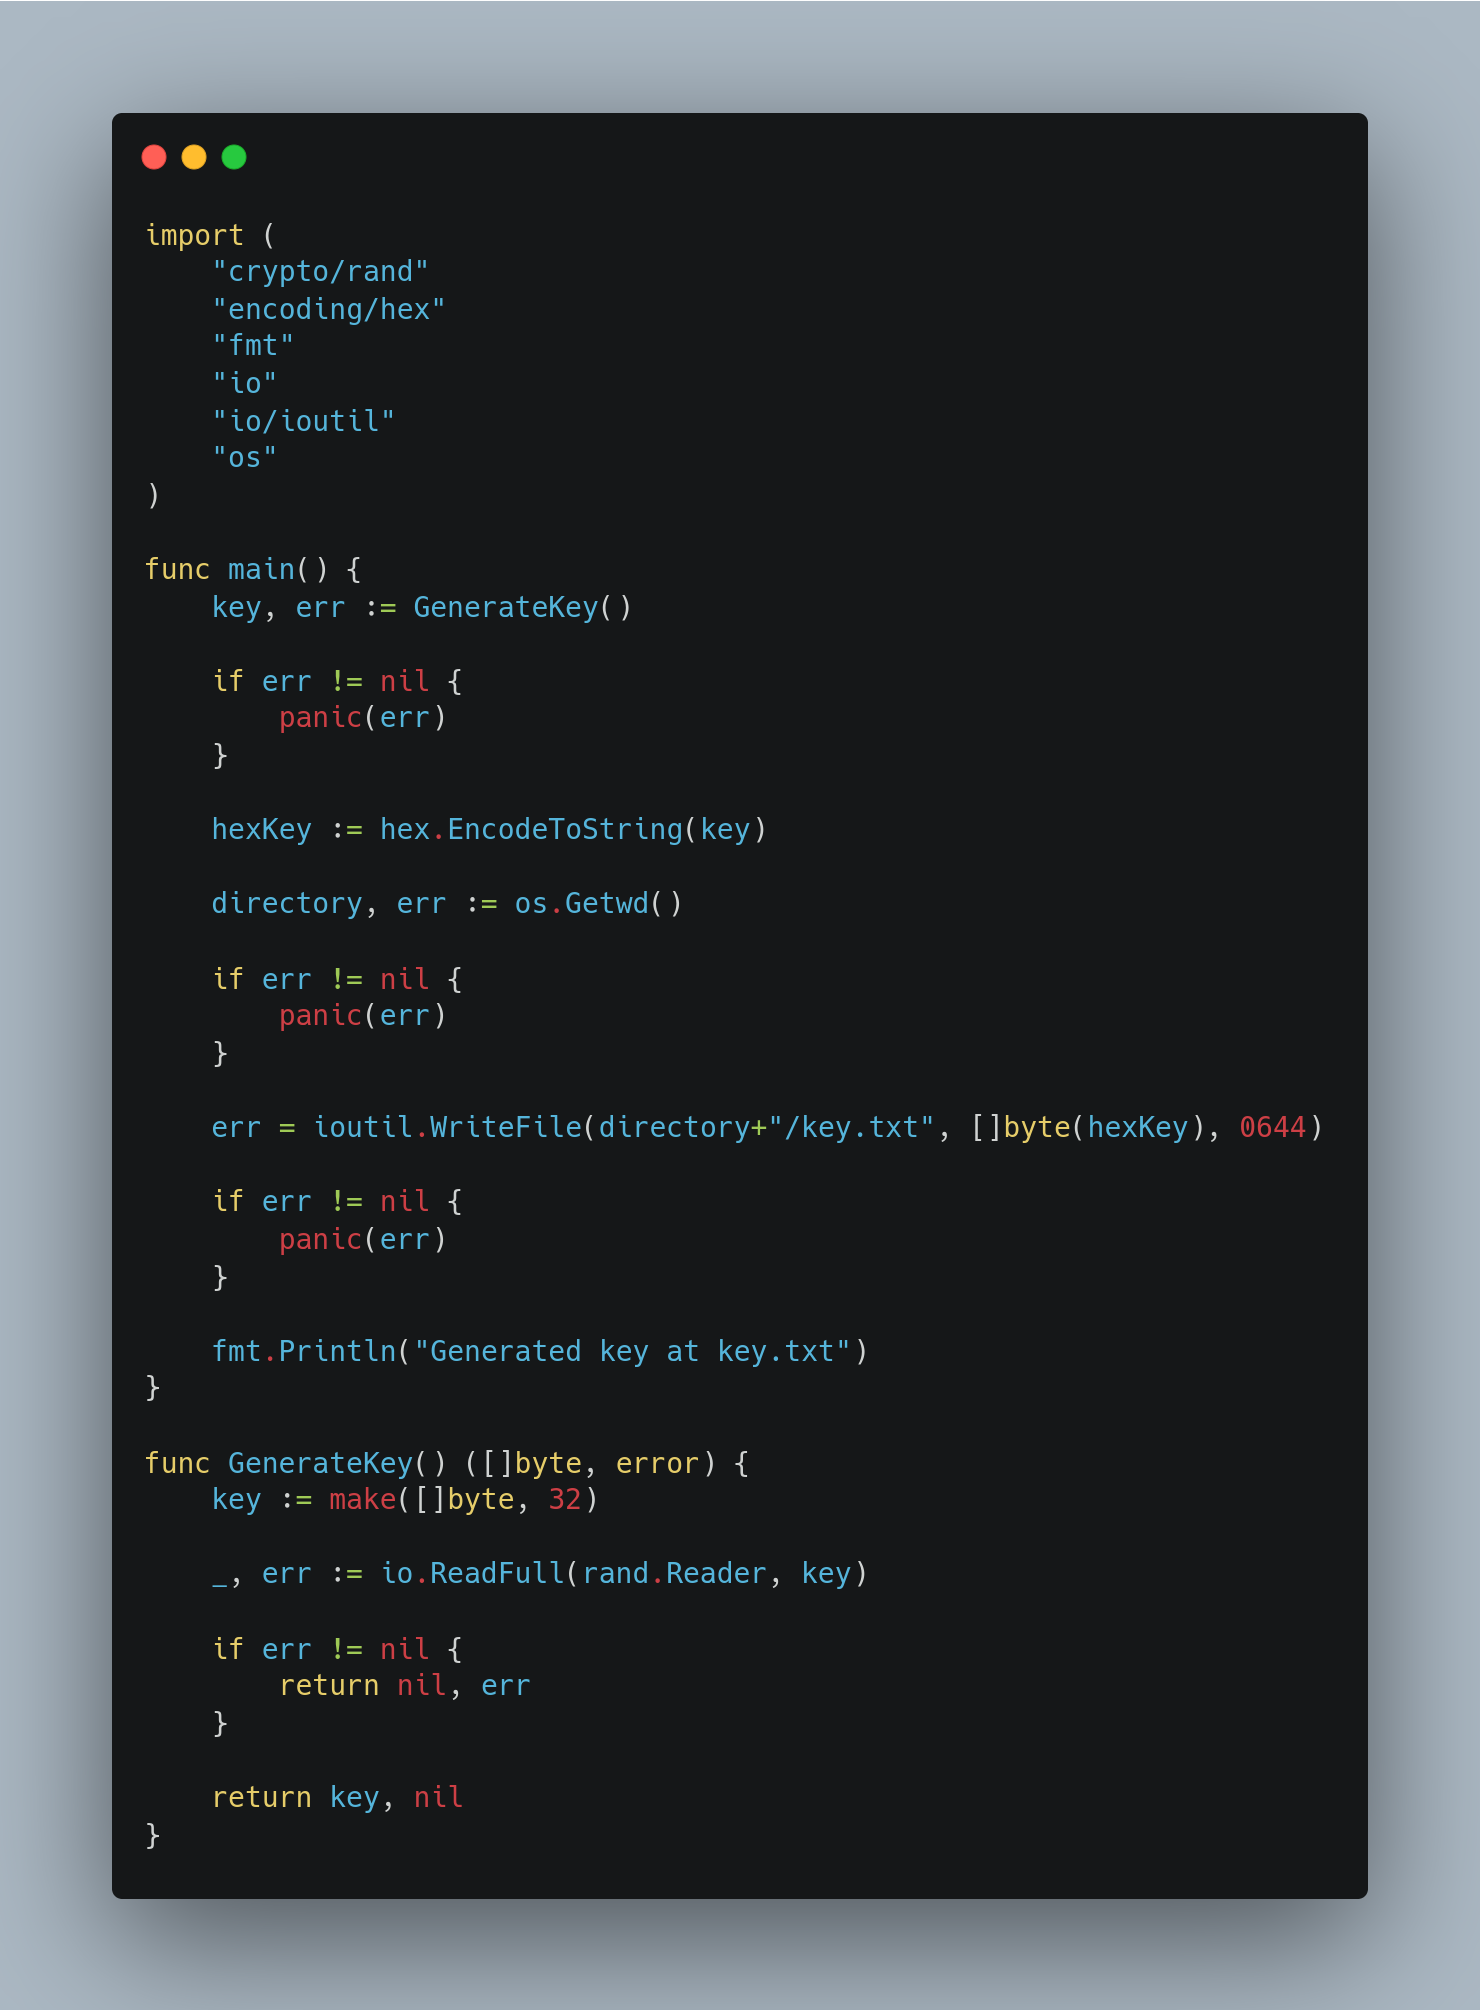 import (
    "crypto/rand"
    "encoding/hex"
    "fmt"
    "io"
    "io/ioutil"
    "os"
)

func main() {
    key, err := GenerateKey()

    if err != nil {
        panic(err)
    }

    hexKey := hex.EncodeToString(key)

    directory, err := os.Getwd()

    if err != nil {
        panic(err)
    }

    err = ioutil.WriteFile(directory+"/key.txt", []byte(hexKey), 0644)

    if err != nil {
        panic(err)
    }

    fmt.Println("Generated key at key.txt")
}

func GenerateKey() ([]byte, error) {
    key := make([]byte, 32)

    _, err := io.ReadFull(rand.Reader, key)

    if err != nil {
        return nil, err
    }

    return key, nil
}